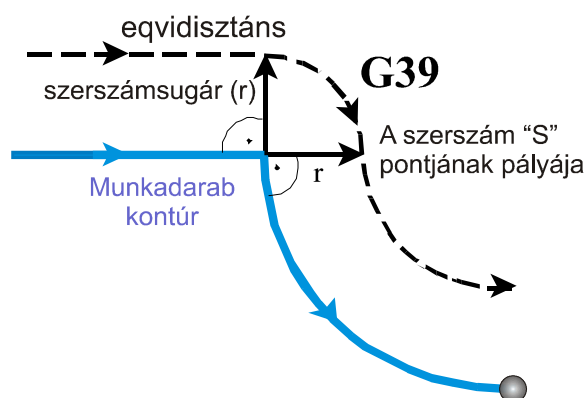 eqvidisztáns
G39
szerszámsugár (r)
A szerszám “S”
pontjának pályája
r
Munkadarab
kontúr